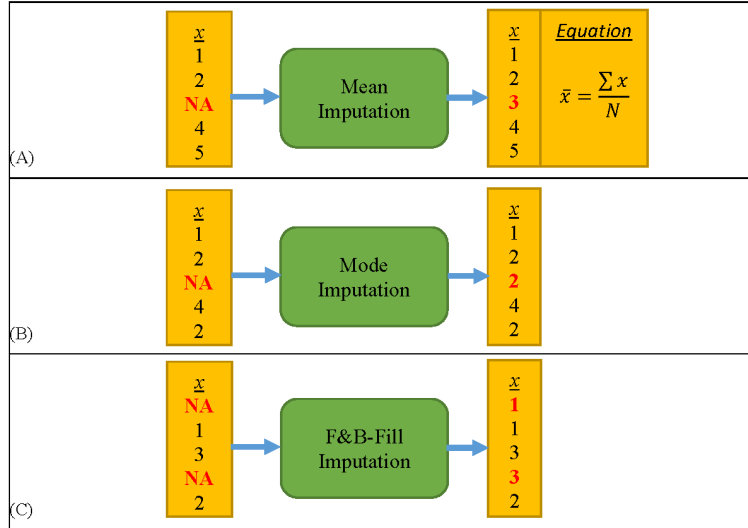 x
1
2
NA
4
5
Mean
Imputation
x
1
2
3
4
5
Equation
x̄ = ∑ x / N
(A)
x
1
2
NA
4
2
Mode
Imputation
x
1
2
2
4
2
(B)
x
NA
1
3
NA
2
F&B-Fill
Imputation
x
1
1
3
3
2
(C)